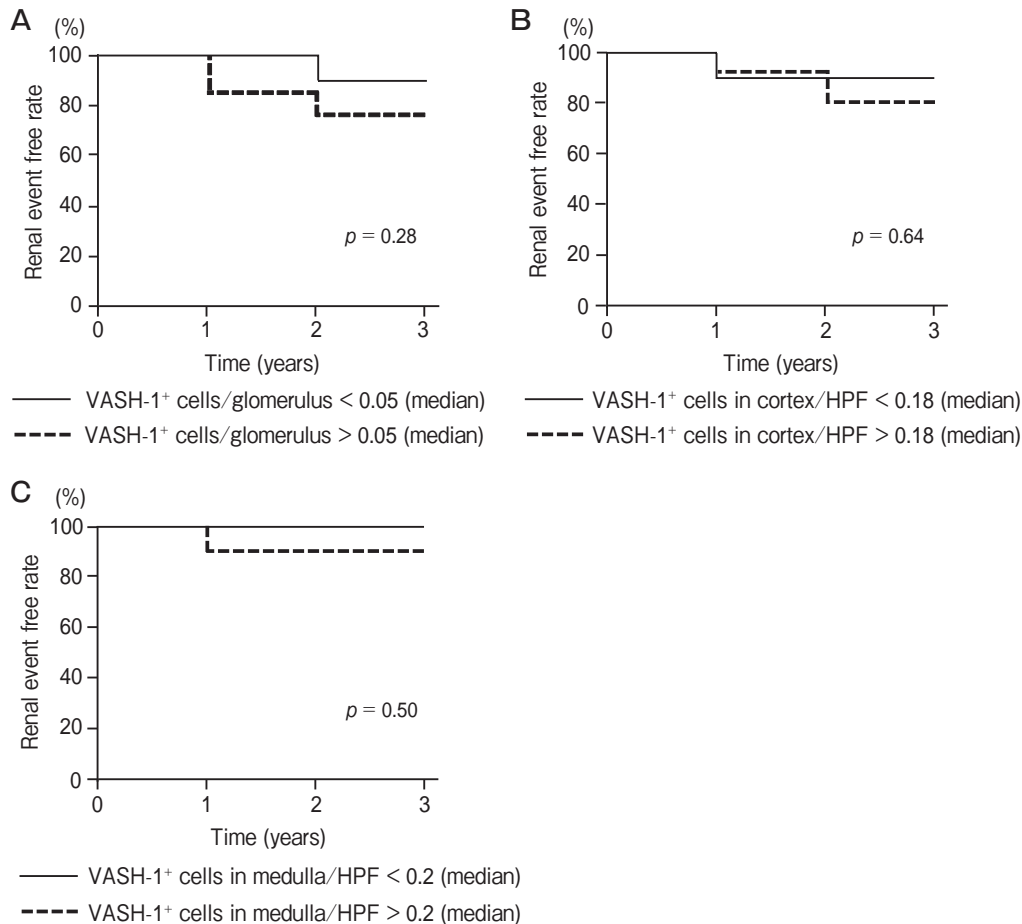 A (%)
100
80
60
40
20
0
Renal event free rate
p = 0.28
0 1 2 3
Time (years)
VASH-1⁺ cells/glomerulus < 0.05 (median)
VASH-1⁺ cells/glomerulus > 0.05 (median)
B (%)
100
80
60
40
20
0
Renal event free rate
p = 0.64
0 1 2 3
Time (years)
VASH-1⁺ cells in cortex/HPF < 0.18 (median)
VASH-1⁺ cells in cortex/HPF > 0.18 (median)
C (%)
100
80
60
40
20
0
Renal event free rate
p = 0.50
0 1 2 3
Time (years)
VASH-1⁺ cells in medulla/HPF < 0.2 (median)
VASH-1⁺ cells in medulla/HPF > 0.2 (median)